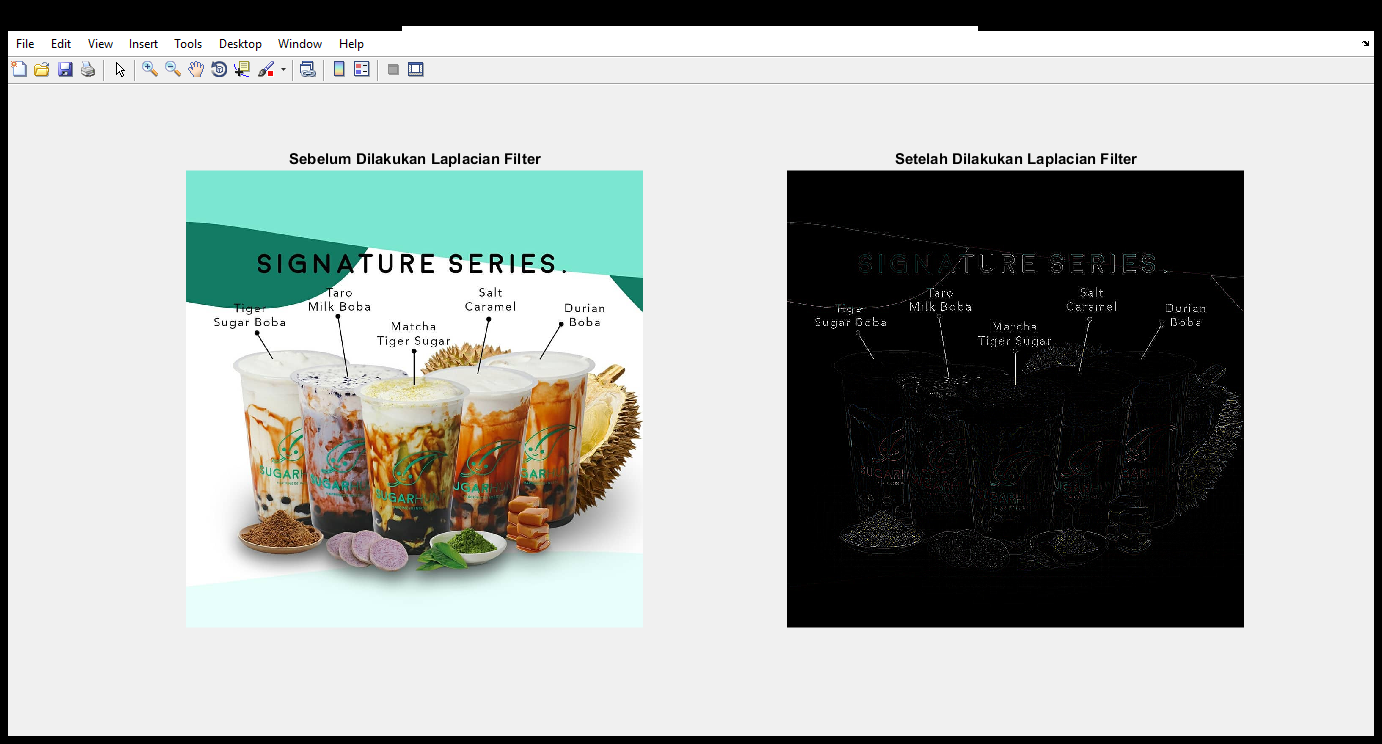 File Edit View Insert Tools Desktop Window Help
Sebelum Dilakukan Laplacian Filter
SIGNATURE SERIES.
Taro
Milk Boba
Salt
Caramel
Tiger
Sugar Boba
Durian
Boba
Matcha
Tiger Sugar
Setelah Dilakukan Laplacian Filter
SIGNATURE SERIES.
Taro
Milk Boba
Salt
Caramel
Tiger
Sugar Boba
Durian
Boba
Matcha
Tiger Sugar